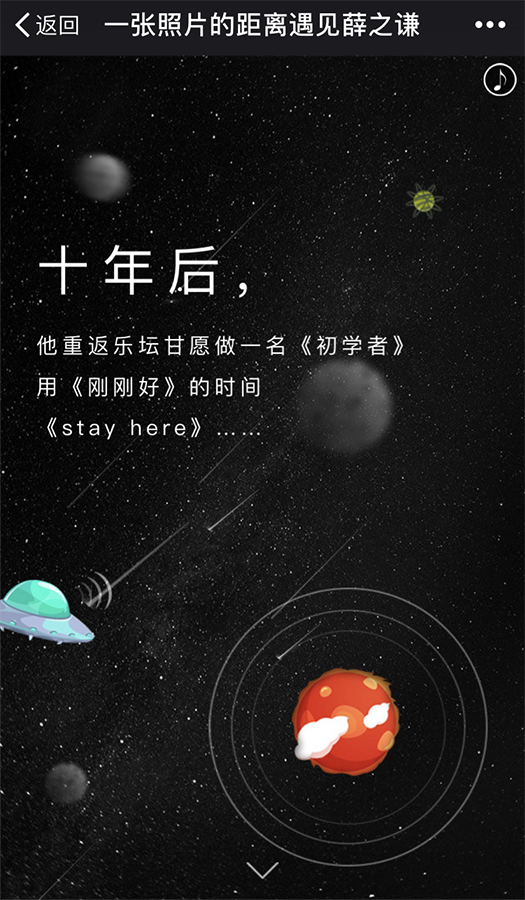 返回 一张照片的距离遇见薛之谦
十年后，
他重返乐坛甘愿做一名《初学者》
用《刚刚好》的时间
《stay here》……